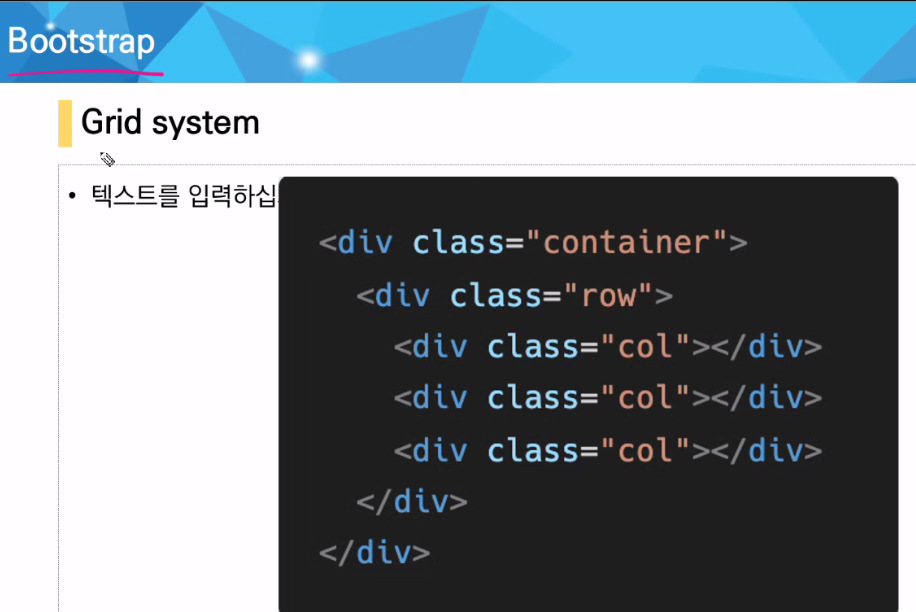 Bootstrap
Grid system
• 텍스트를 입력하십
<div class="container">
<div class="row">
<div class="col"></div>
<div class="col"></div>
<div class="col"></div>
</div>
</div>